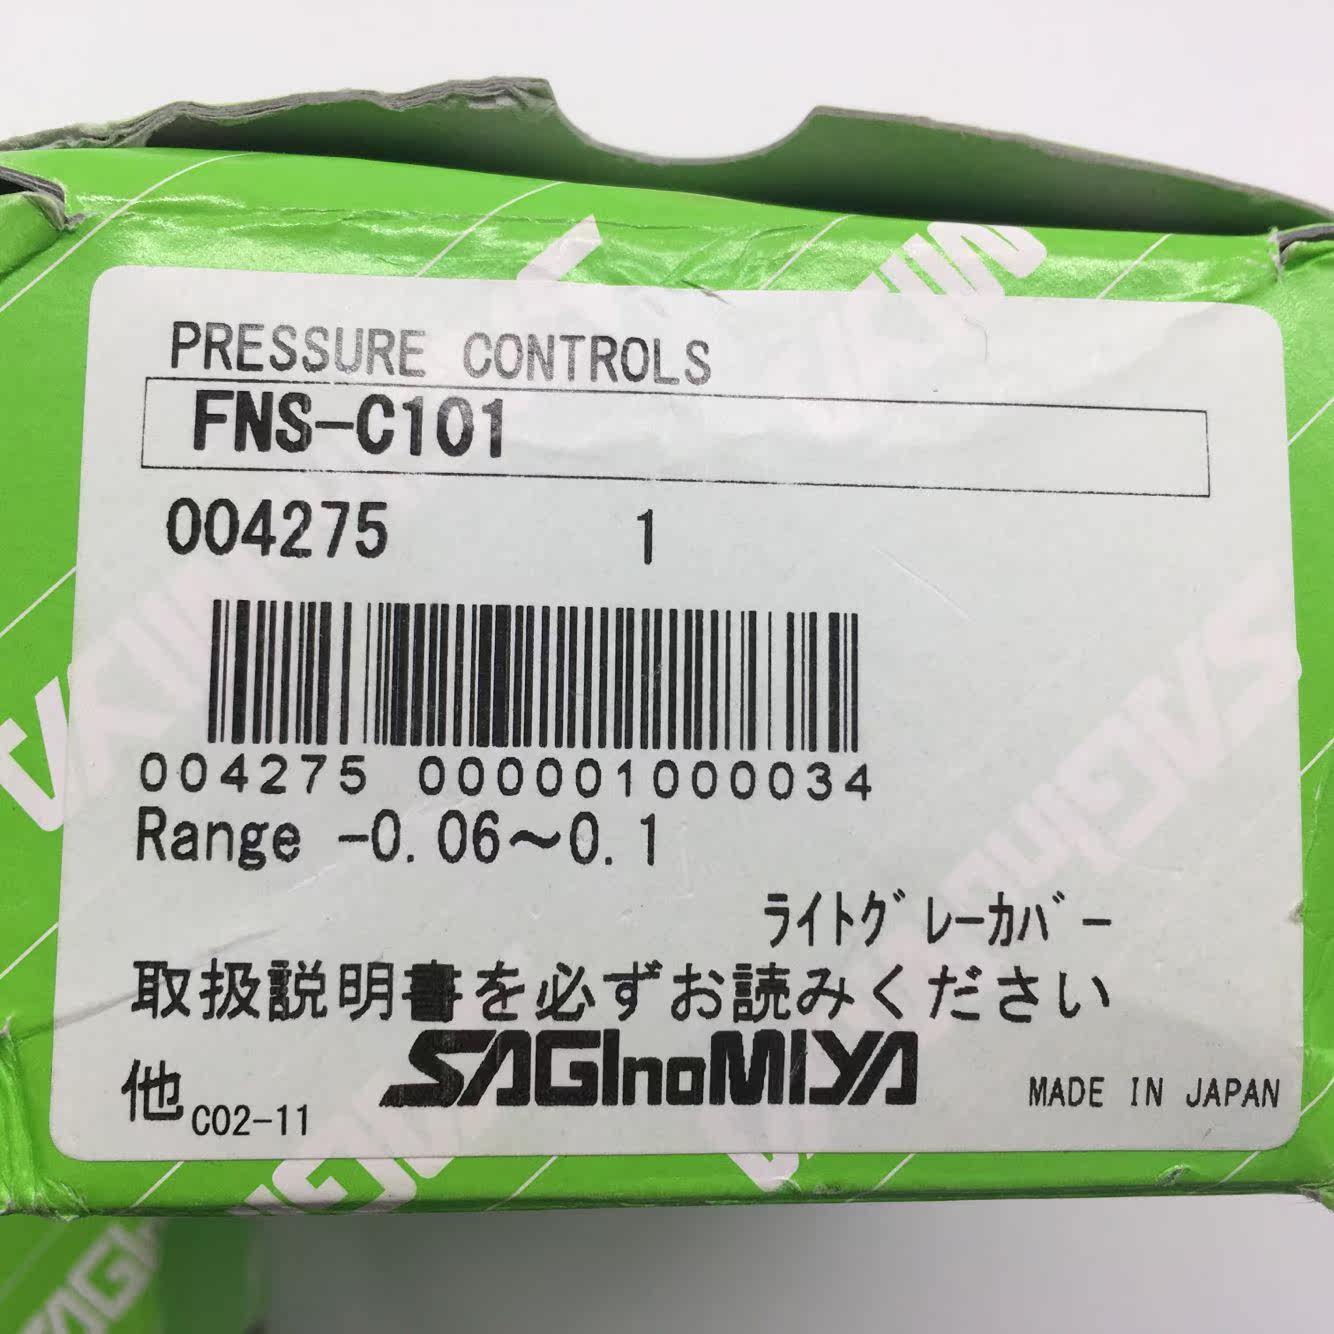 PRESSURE CONTROLS
FNS-C101
004275 1
004275 000001000034
Range -0.06～0.1
ﾗｲﾄｸﾞﾚｰｶﾊﾞｰ
取扱説明書を必ずお読みください
SAGInoMIYA
他 C02-11
MADE IN JAPAN